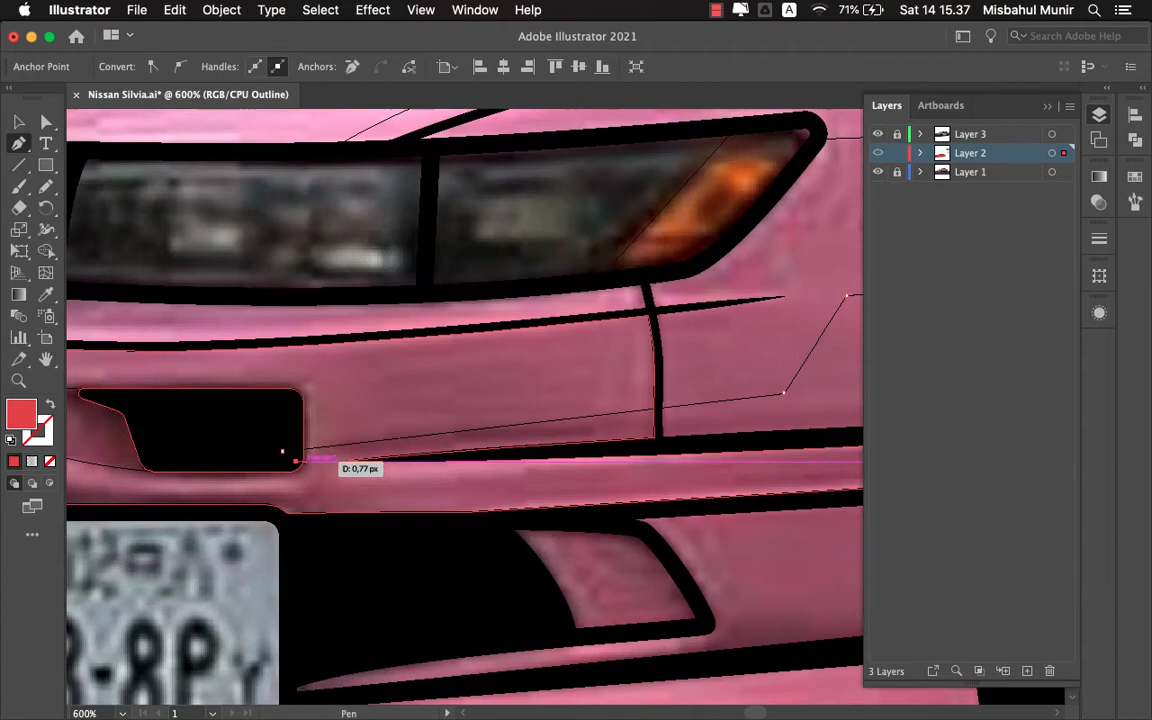 Illustrator File Edit Object Type Select Effect View Window Help A 71% Sat 14 15.37 Misbahul Munir
Adobe Illustrator 2021 Search Adobe Help
Anchor Point Convert: Handles: Anchors:
× Nissan Silvia.ai* @ 600% (RGB/CPU Outline)
Layers Artboards
Layer 3
Layer 2
Layer 1
D: 0,77 px
8PY
3 Layers
600% 1 Pen